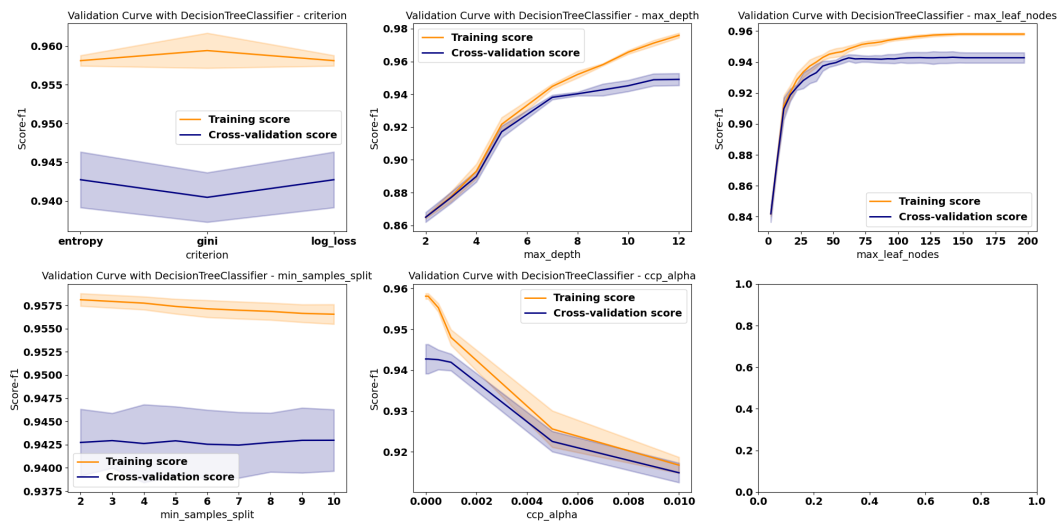 Validation Curve with DecisionTreeClassifier - criterion
0.960
0.955
0.950
0.945
0.940
Score-f1
Training score
Cross-validation score
entropy gini log_loss
criterion
Validation Curve with DecisionTreeClassifier - max_depth
0.98
0.96
0.94
0.92
0.90
0.88
0.86
Score-f1
Training score
Cross-validation score
2 4 6 8 10 12
max_depth
Validation Curve with DecisionTreeClassifier - max_leaf_nodes
0.96
0.94
0.92
0.90
0.88
0.86
0.84
Score-f1
Training score
Cross-validation score
0 25 50 75 100 125 150 175 200
max_leaf_nodes
Validation Curve with DecisionTreeClassifier - min_samples_split
0.9575
0.9550
0.9525
0.9500
0.9475
0.9450
0.9425
0.9400
0.9375
Score-f1
Training score
Cross-validation score
2 3 4 5 6 7 8 9 10
min_samples_split
Validation Curve with DecisionTreeClassifier - ccp_alpha
0.96
0.95
0.94
0.93
0.92
Score-f1
Training score
Cross-validation score
0.000 0.002 0.004 0.006 0.008 0.010
ccp_alpha
1.0
0.8
0.6
0.4
0.2
0.0
0.0 0.2 0.4 0.6 0.8 1.0